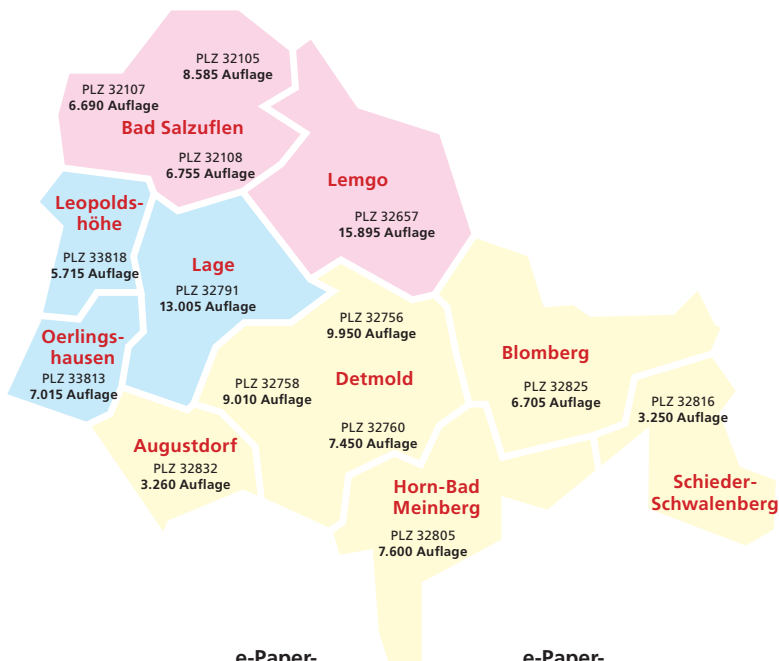 PLZ 32105
8.585 Auflage
PLZ 32107
6.690 Auflage
Bad Salzuflen
PLZ 32108
6.755 Auflage
Lemgo
PLZ 32657
15.895 Auflage
Leopolds-
höhe
PLZ 33818
5.715 Auflage
Lage
PLZ 32791
13.005 Auflage
Oerlings-
hausen
PLZ 33813
7.015 Auflage
PLZ 32756
9.950 Auflage
Detmold
PLZ 32758
9.010 Auflage
PLZ 32760
7.450 Auflage
Blomberg
PLZ 32825
6.705 Auflage
PLZ 32816
3.250 Auflage
Schieder-
Schwalenberg
Augustdorf
PLZ 32832
3.260 Auflage
Horn-Bad
Meinberg
PLZ 32805
7.600 Auflage
e-Paper-
e-Paper-